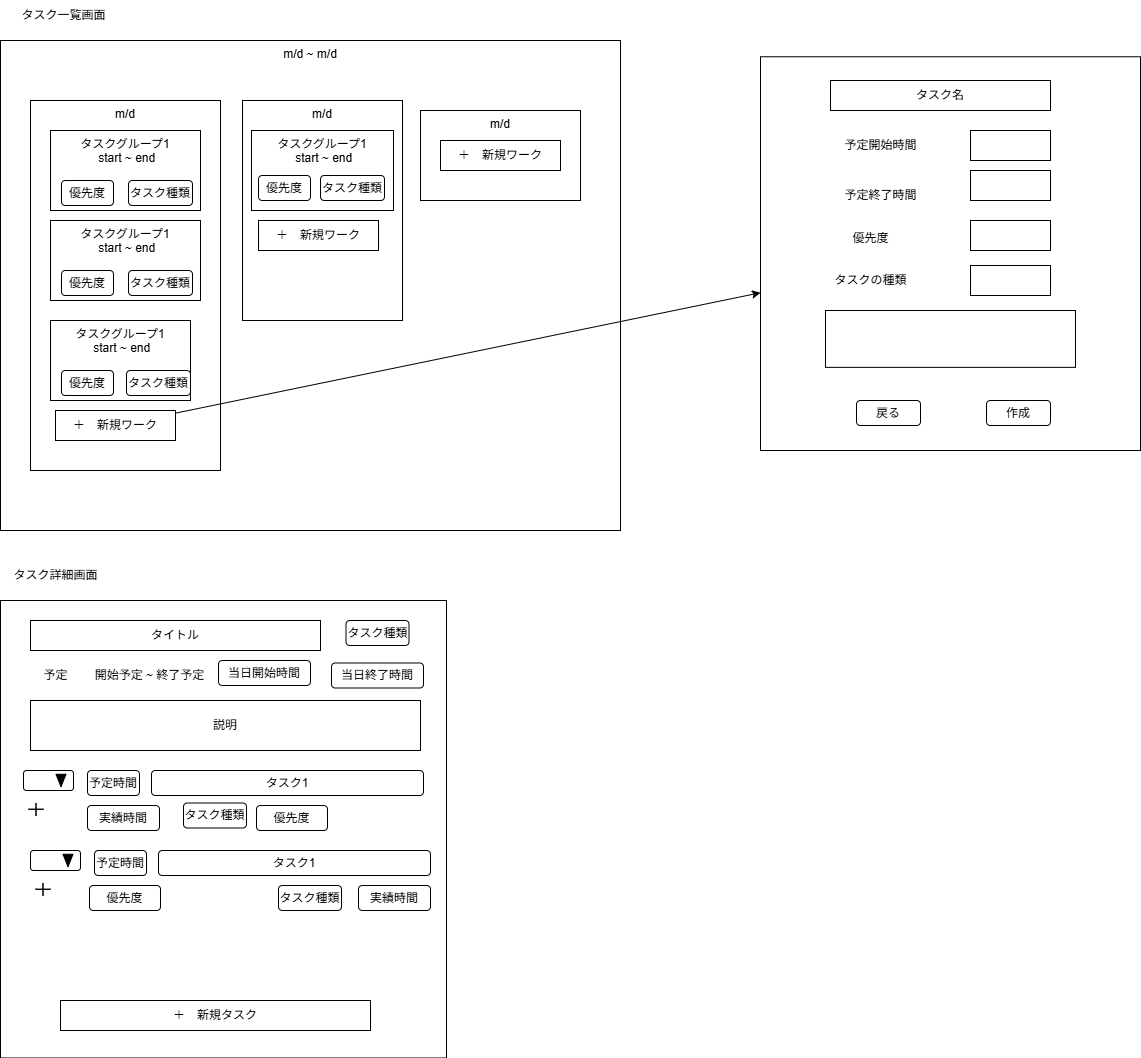 タスク一覧画面
m/d ~ m/d
m/d
タスクグループ1
start ~ end
優先度
タスク種類
タスクグループ1
start ~ end
優先度
タスク種類
タスクグループ1
start ~ end
優先度
タスク種類
＋　新規ワーク
m/d
タスクグループ1
start ~ end
優先度
タスク種類
＋　新規ワーク
m/d
＋　新規ワーク
タスク名
予定開始時間
予定終了時間
優先度
タスクの種類
戻る
作成
タスク詳細画面
タイトル
タスク種類
予定
開始予定 ~ 終了予定
当日開始時間
当日終了時間
説明
▼
予定時間
タスク1
＋
実績時間
タスク種類
優先度
▼
予定時間
タスク1
＋
優先度
タスク種類
実績時間
＋　新規タスク